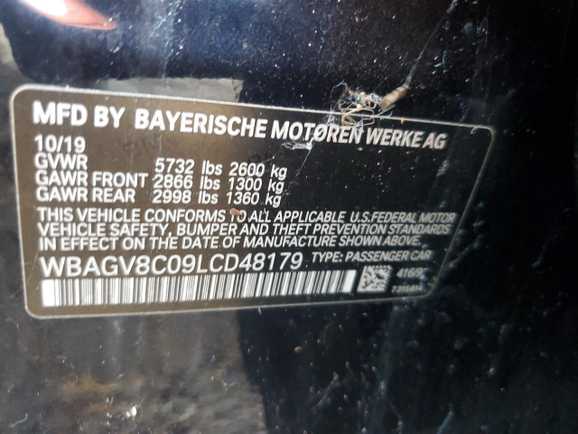 MFD BY BAYERISCHE MOTOREN WERKE AG
10/19
GVWR 5732 lbs 2600 kg
GAWR FRONT 2866 lbs 1300 kg
GAWR REAR 2998 lbs 1360 kg
THIS VEHICLE CONFORMS TO ALL APPLICABLE U.S.FEDERAL MOTOR
VEHICLE SAFETY, BUMPER AND THEFT PREVENTION STANDARDS
IN EFFECT ON THE DATE OF MANUFACTURE SHOWN ABOVE.
WBAGV8C09LCD48179 TYPE: PASSENGER CAR